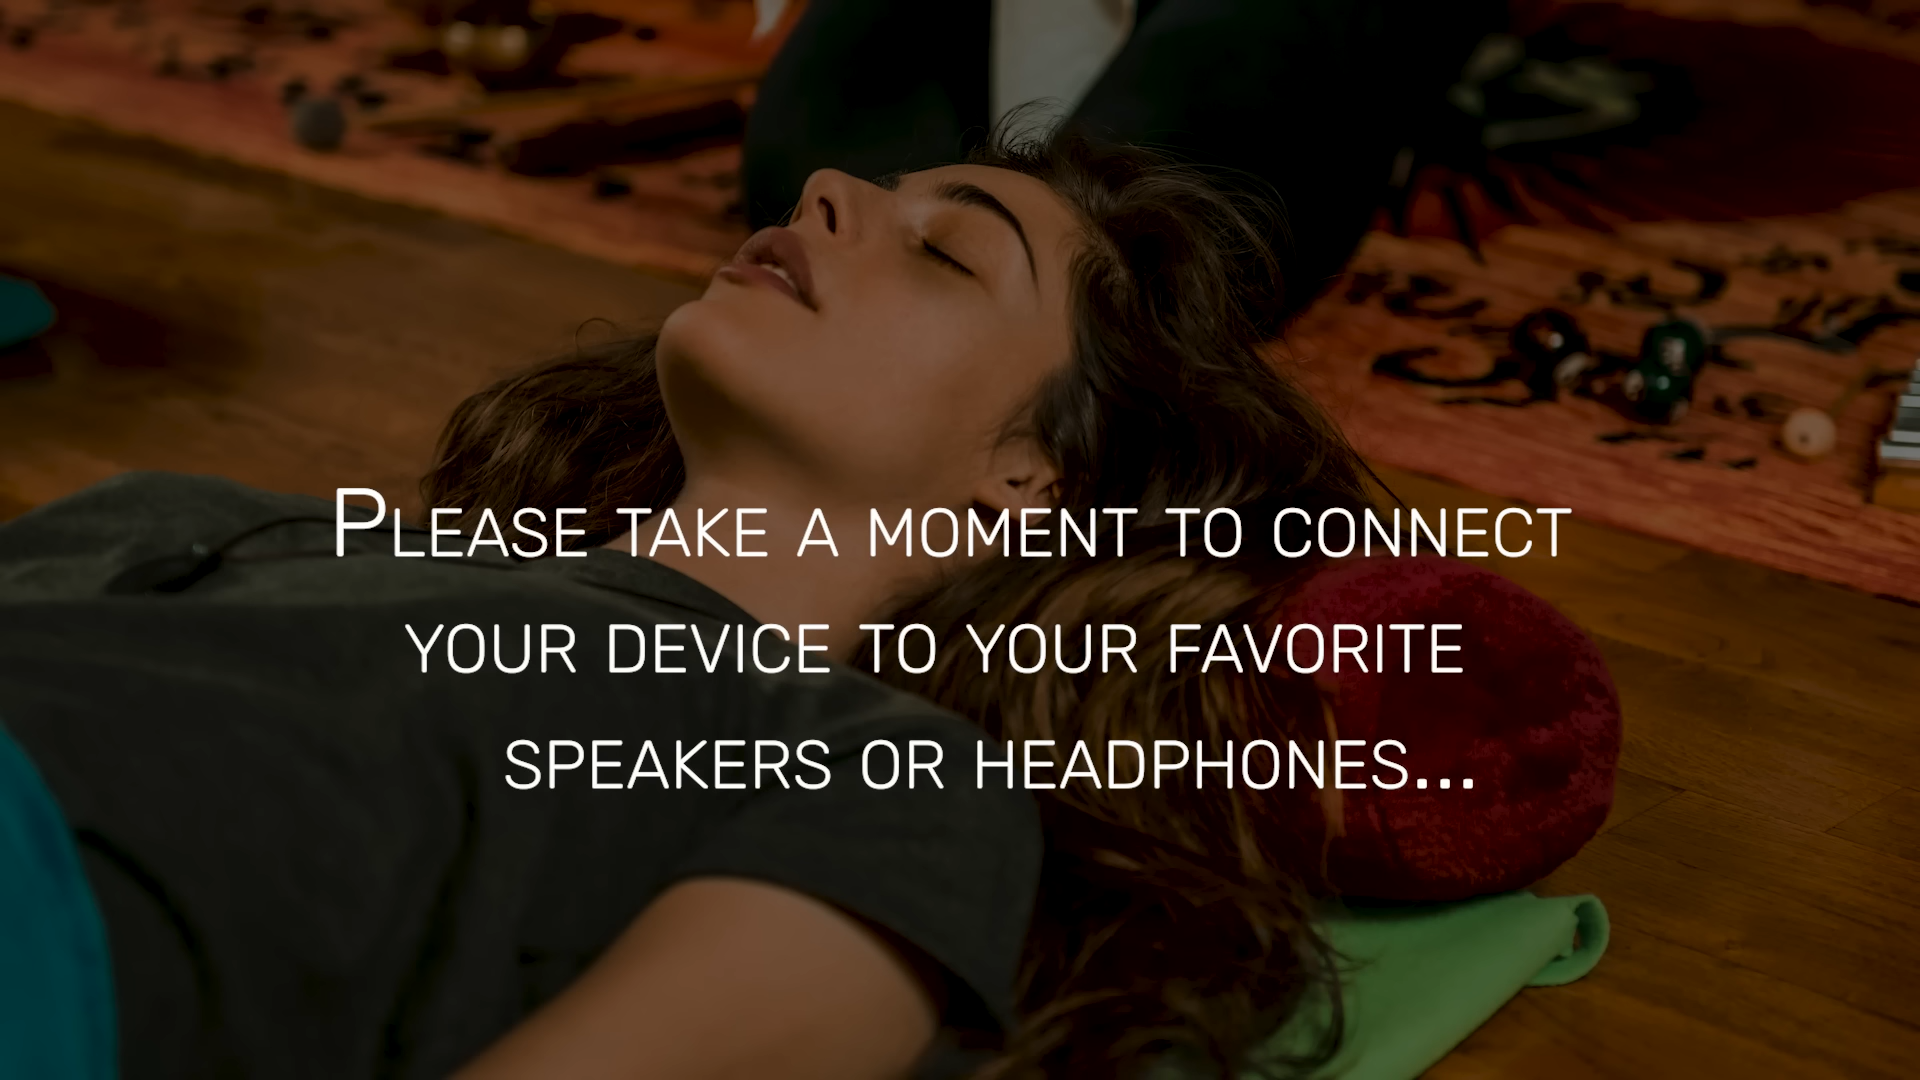 Please take a moment to connect
your device to your favorite
speakers or headphones...